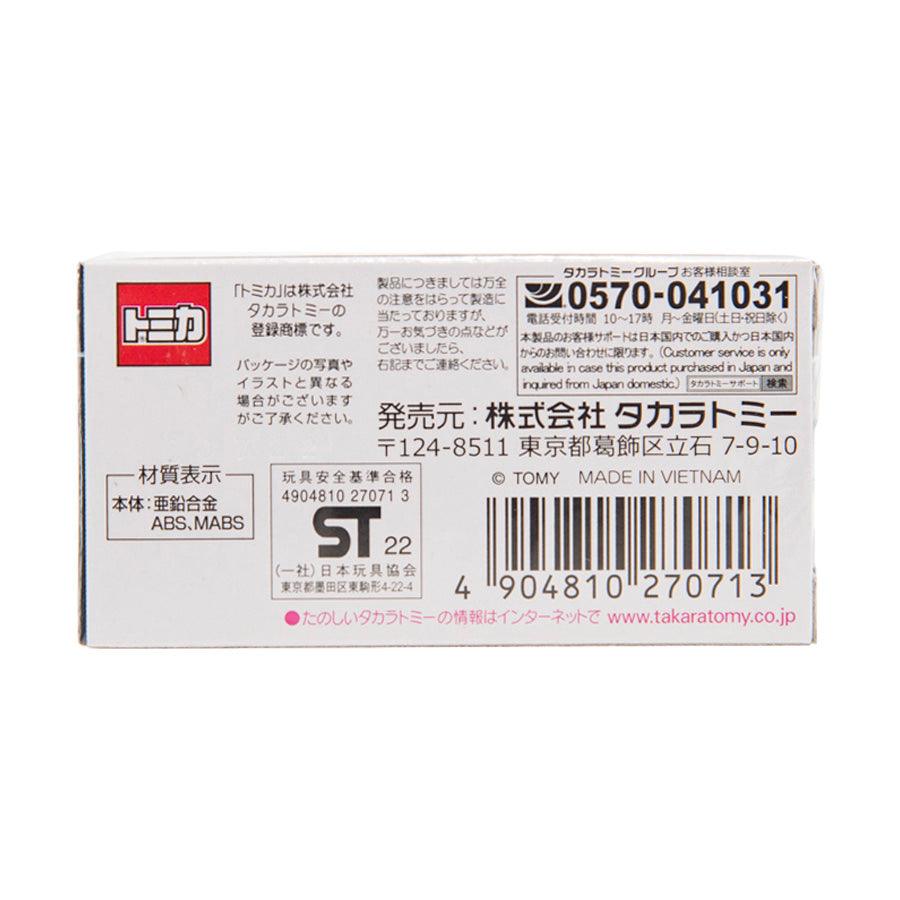 トミカ
「トミカ」は株式会社
タカラトミーの
登録商標です。
パッケージの写真や
イラストと異なる
場合がございます
がご了承ください。
製品につきましては万全
の注意をはらって製造に
当たっておりますが、
万一お気づきの点などが
ございましたら、
右記までご連絡ください。
タカラトミーグループ お客様相談室
0570-041031
電話受付時間 10〜17時 月〜金曜日(土日・祝日除く)
本製品のお客様サポートは日本国内でのご購入かつ日本国内
からのお問い合わせに限ります。(Customer service is only
available in case this product purchased in Japan and
inquired from Japan domestic.) タカラトミーサポート 検索
発売元:株式会社 タカラトミー
〒124-8511 東京都葛飾区立石 7-9-10
© TOMY MADE IN VIETNAM
材質表示
本体:亜鉛合金
ABS、MABS
玩具安全基準合格
4904810 27071 3
ST 22
(一社)日本玩具協会
東京都墨田区東駒形4-22-4
4 904810 270713
●たのしいタカラトミーの情報はインターネットで www.takaratomy.co.jp